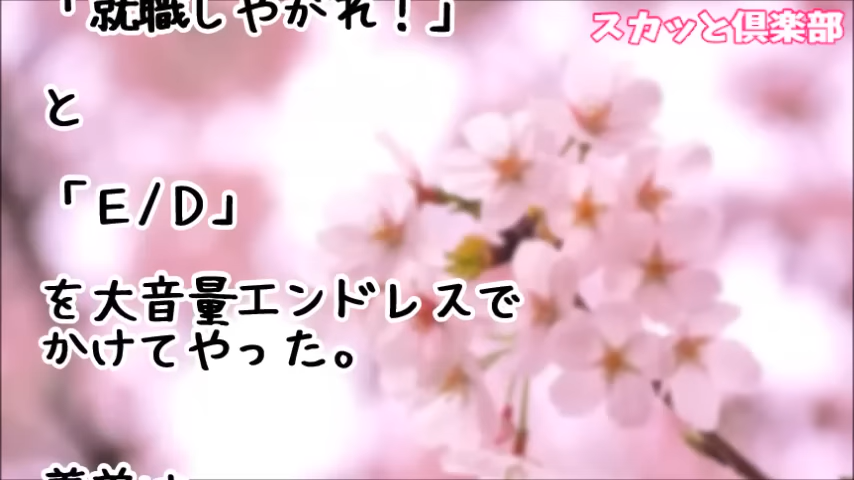 「就職しやがれ！」
スカッと倶楽部
と
「E/D」
を大音量エンドレスで
かけてやった。